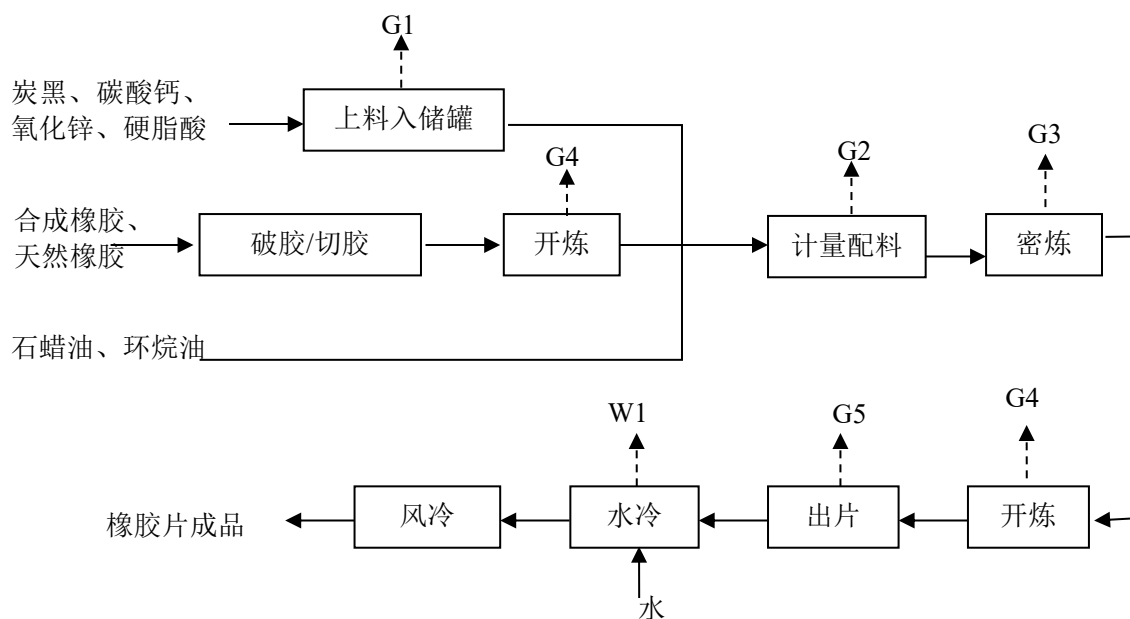 G1
炭黑、碳酸钙、
氧化锌、硬脂酸
上料入储罐
G4
G2
G3
合成橡胶、
天然橡胶
破胶/切胶
开炼
计量配料
密炼
石蜡油、环烷油
W1
G5
G4
橡胶片成品
风冷
水冷
出片
开炼
水